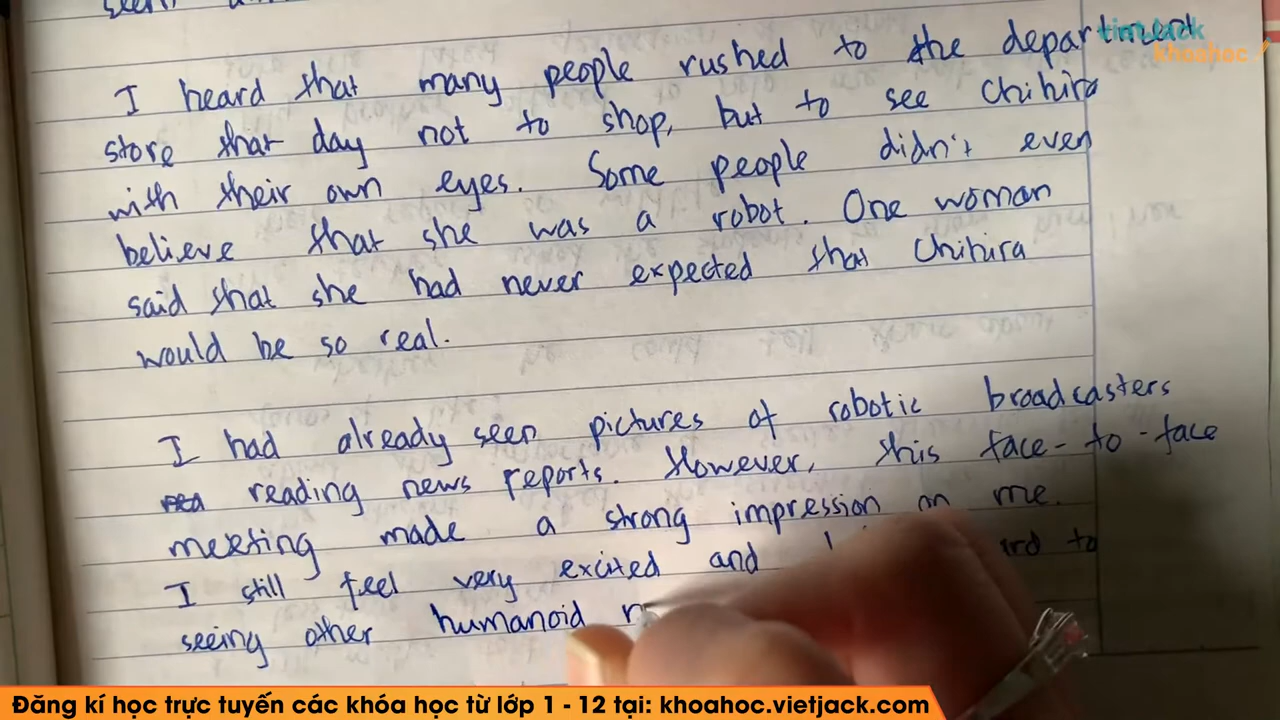 I heard that many people rushed to the department
store that day not to shop, but to see Chihira
with their own eyes. Some people didn't even
believe that she was a robot. One woman
said that she had never expected that Chihira
would be so real.
I had already seen pictures of robotic broadcasters
reading news reports. However, this face-to-face
meeting made a strong impression on me.
I still feel very excited and to
seeing other humanoid
khoahoc
Đăng kí học trực tuyến các khóa học từ lớp 1 - 12 tại: khoahoc.vietjack.com